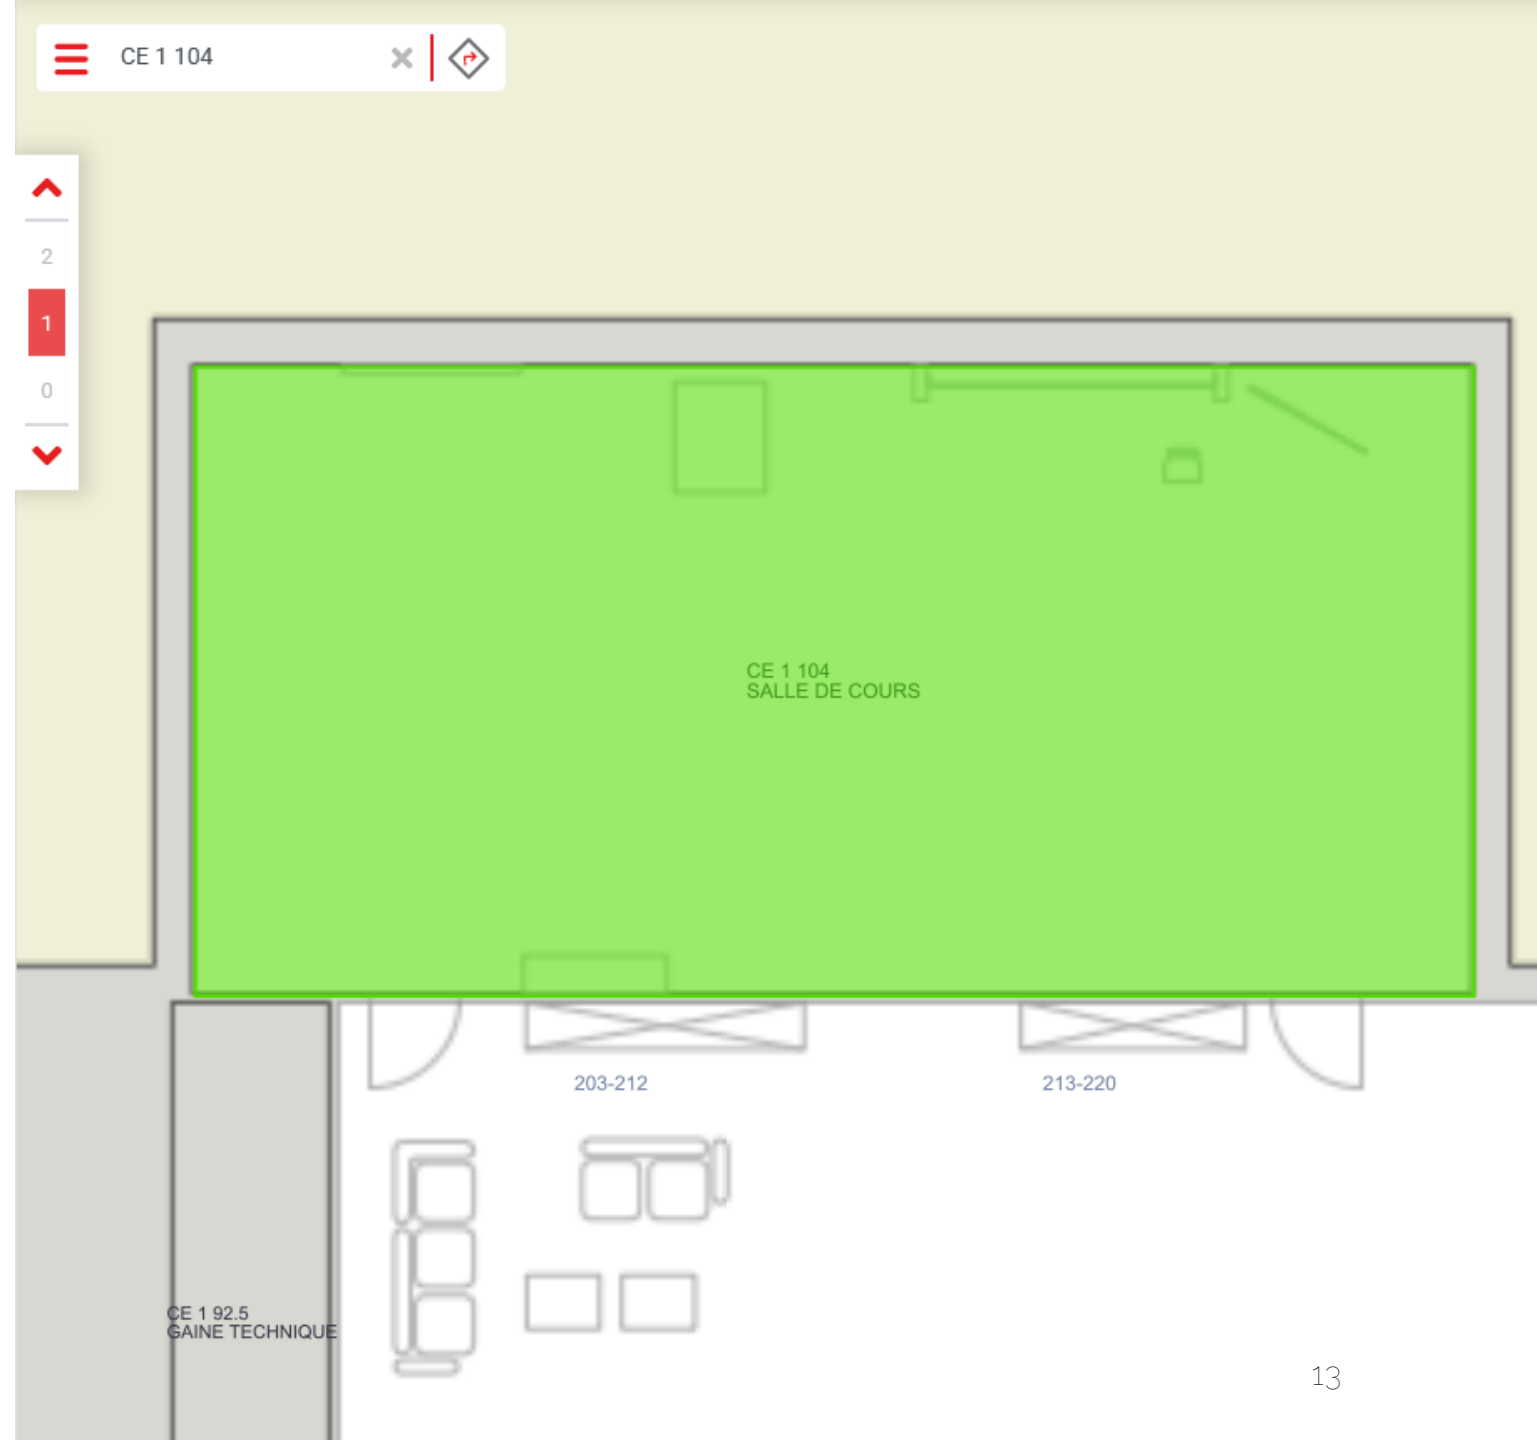 CE 1 104
2
1
0
CE 1 104
SALLE DE COURS
203-212
213-220
CE 1 92.5
GAINE TECHNIQUE
13